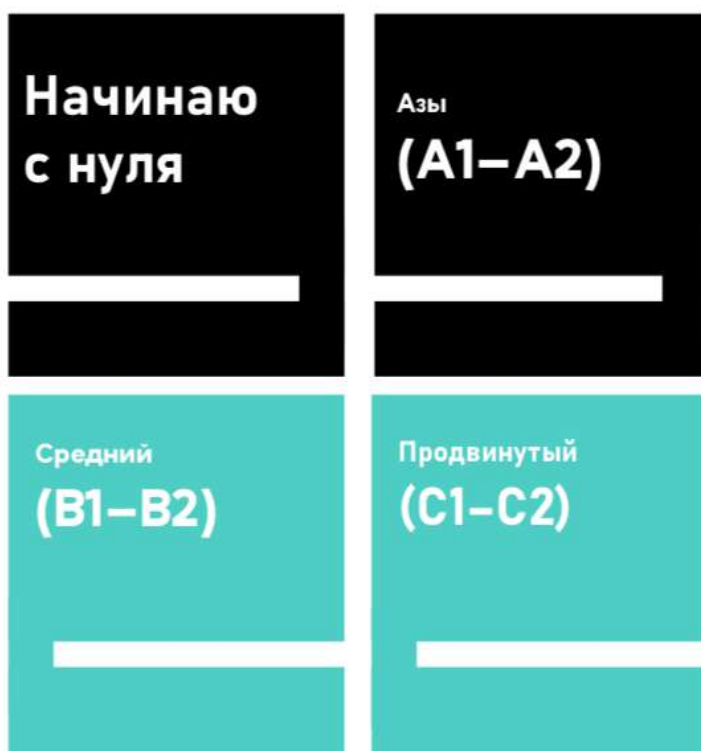 Начинаю
с нуля
Азы
(A1–A2)
Средний
(B1–B2)
Продвинутый
(C1–C2)